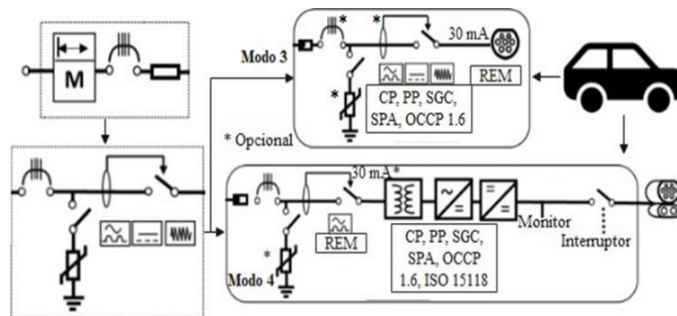 M
Modo 3
*
*
30 mA
*
REM
CP, PP, SGC,
SPA, OCCP 1.6
* Opcional
30 mA*
REM
*
Modo 4
CP, PP, SGC,
SPA, OCCP
1.6, ISO 15118
Monitor
Interruptor